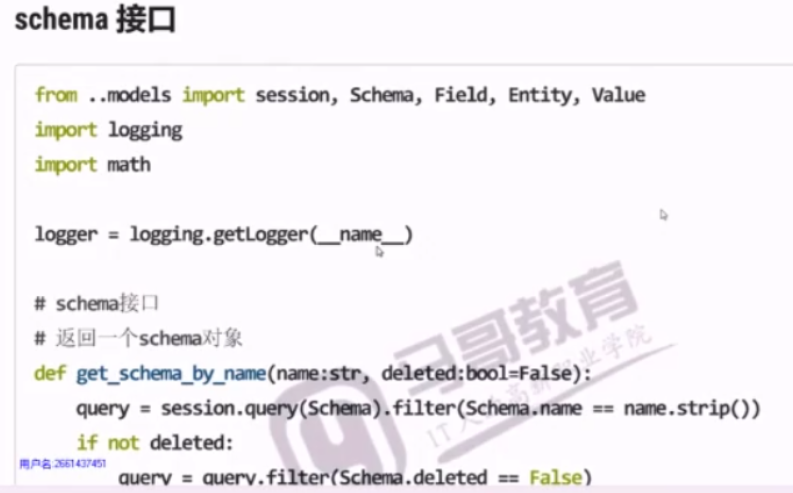 schema 接口
from ..models import session, Schema, Field, Entity, Value
import logging
import math
logger = logging.getLogger(__name__)
# schema接口
# 返回一个schema对象
def get_schema_by_name(name:str, deleted:bool=False):
query = session.query(Schema).filter(Schema.name == name.strip())
if not deleted:
用户名:2661437451
query = query.filter(Schema.deleted == False)
马哥教育
IT人的高薪职业学院